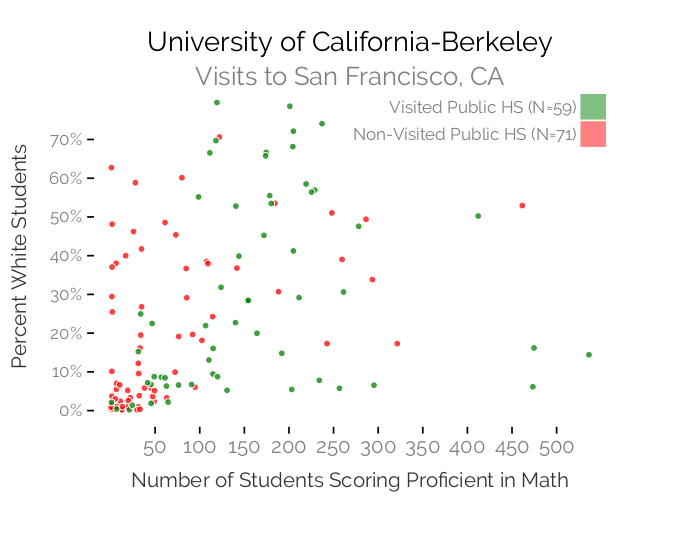 University of California-Berkeley
Visits to San Francisco, CA
Visited Public HS (N=59)
Non-Visited Public HS (N=71)
Percent White Students
70%
60%
50%
40%
30%
20%
10%
0%
50 100 150 200 250 300 350 400 450 500
Number of Students Scoring Proficient in Math